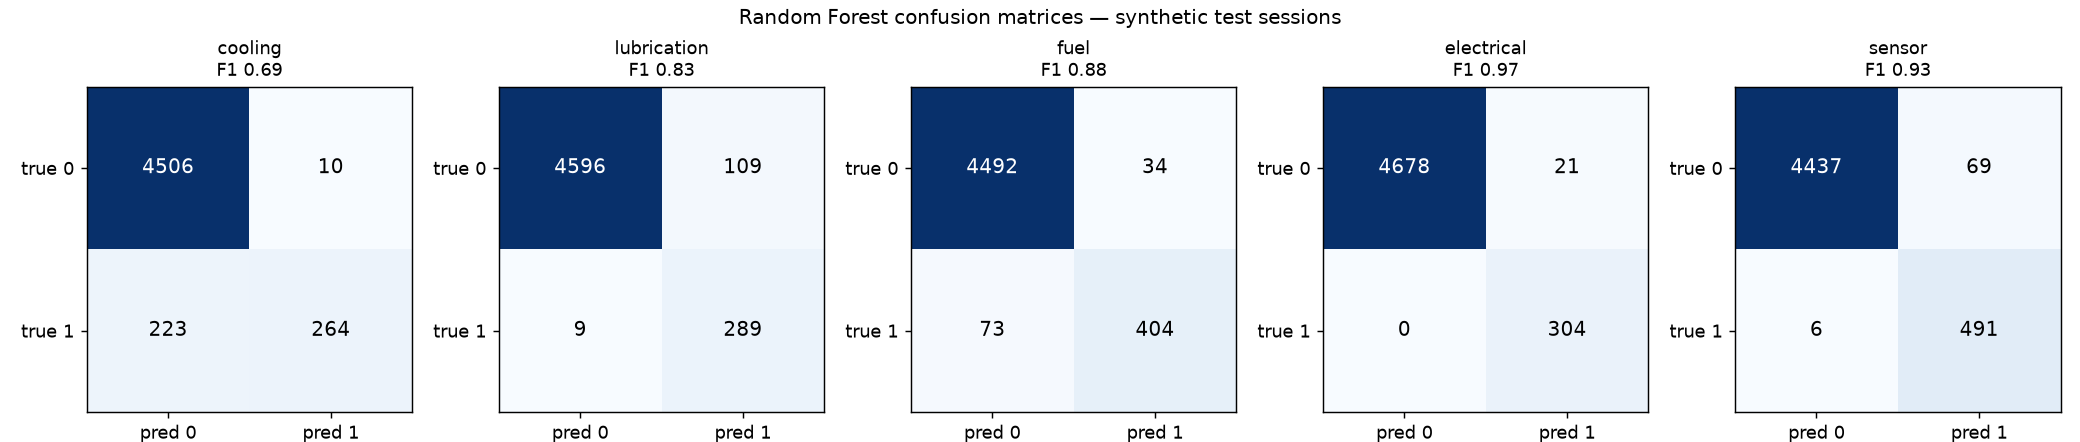 Random Forest confusion matrices — synthetic test sessions
cooling
F1 0.69
true 0
4506
10
true 1
223
264
pred 0
pred 1
lubrication
F1 0.83
true 0
4596
109
true 1
9
289
pred 0
pred 1
fuel
F1 0.88
true 0
4492
34
true 1
73
404
pred 0
pred 1
electrical
F1 0.97
true 0
4678
21
true 1
0
304
pred 0
pred 1
sensor
F1 0.93
true 0
4437
69
true 1
6
491
pred 0
pred 1